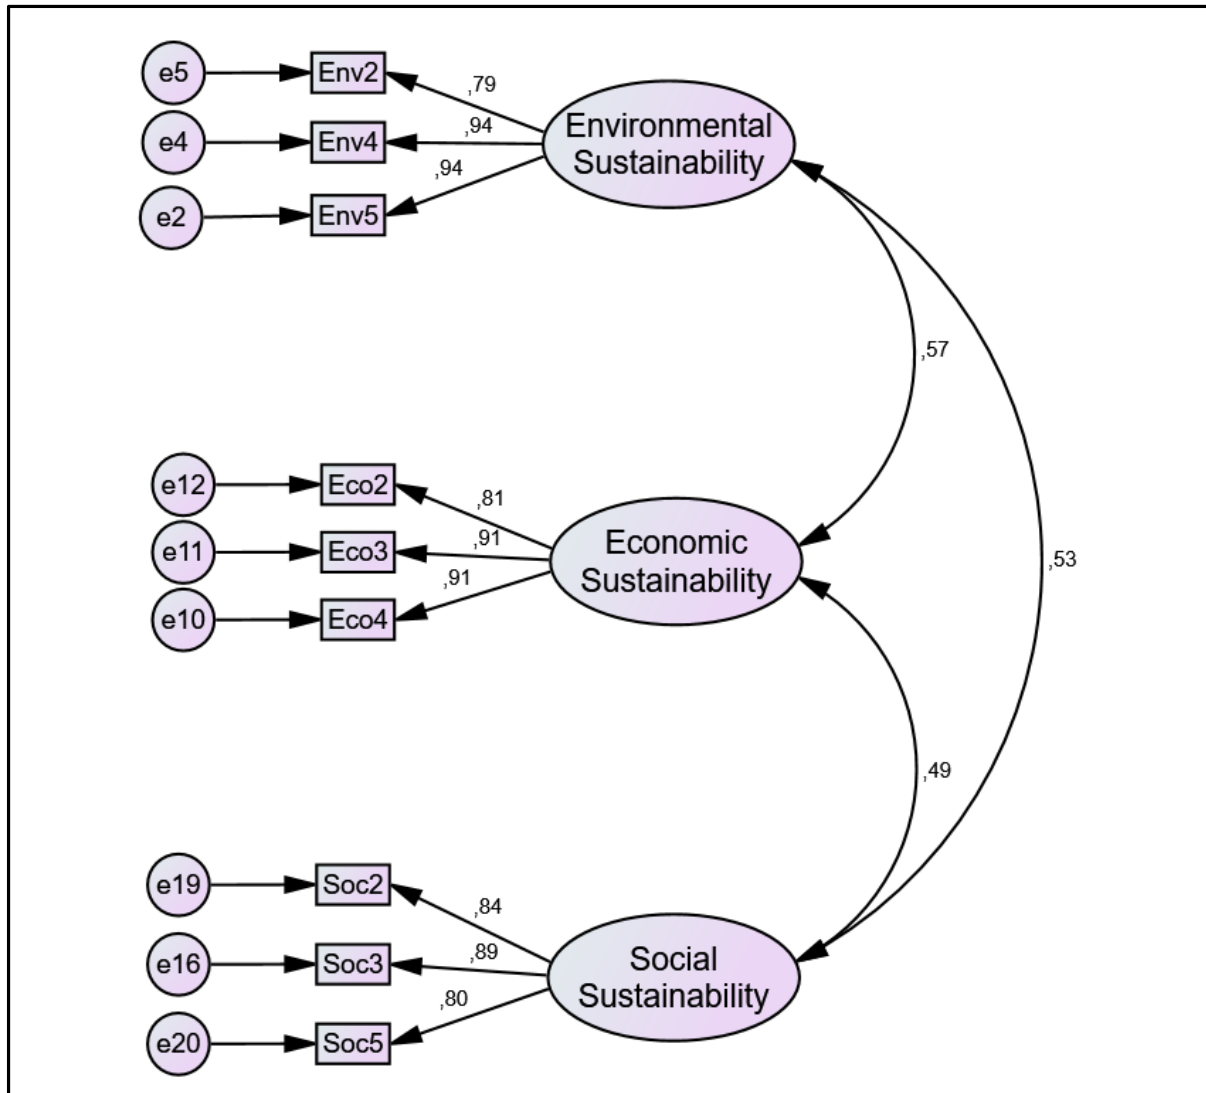 e5
Env2
,79
e4
Env4
,94
e2
Env5
,94
Environmental
Sustainability
,57
e12
Eco2
,81
e11
Eco3
,91
e10
Eco4
,91
Economic
Sustainability
,53
,49
e19
Soc2
,84
e16
Soc3
,89
e20
Soc5
,80
Social
Sustainability